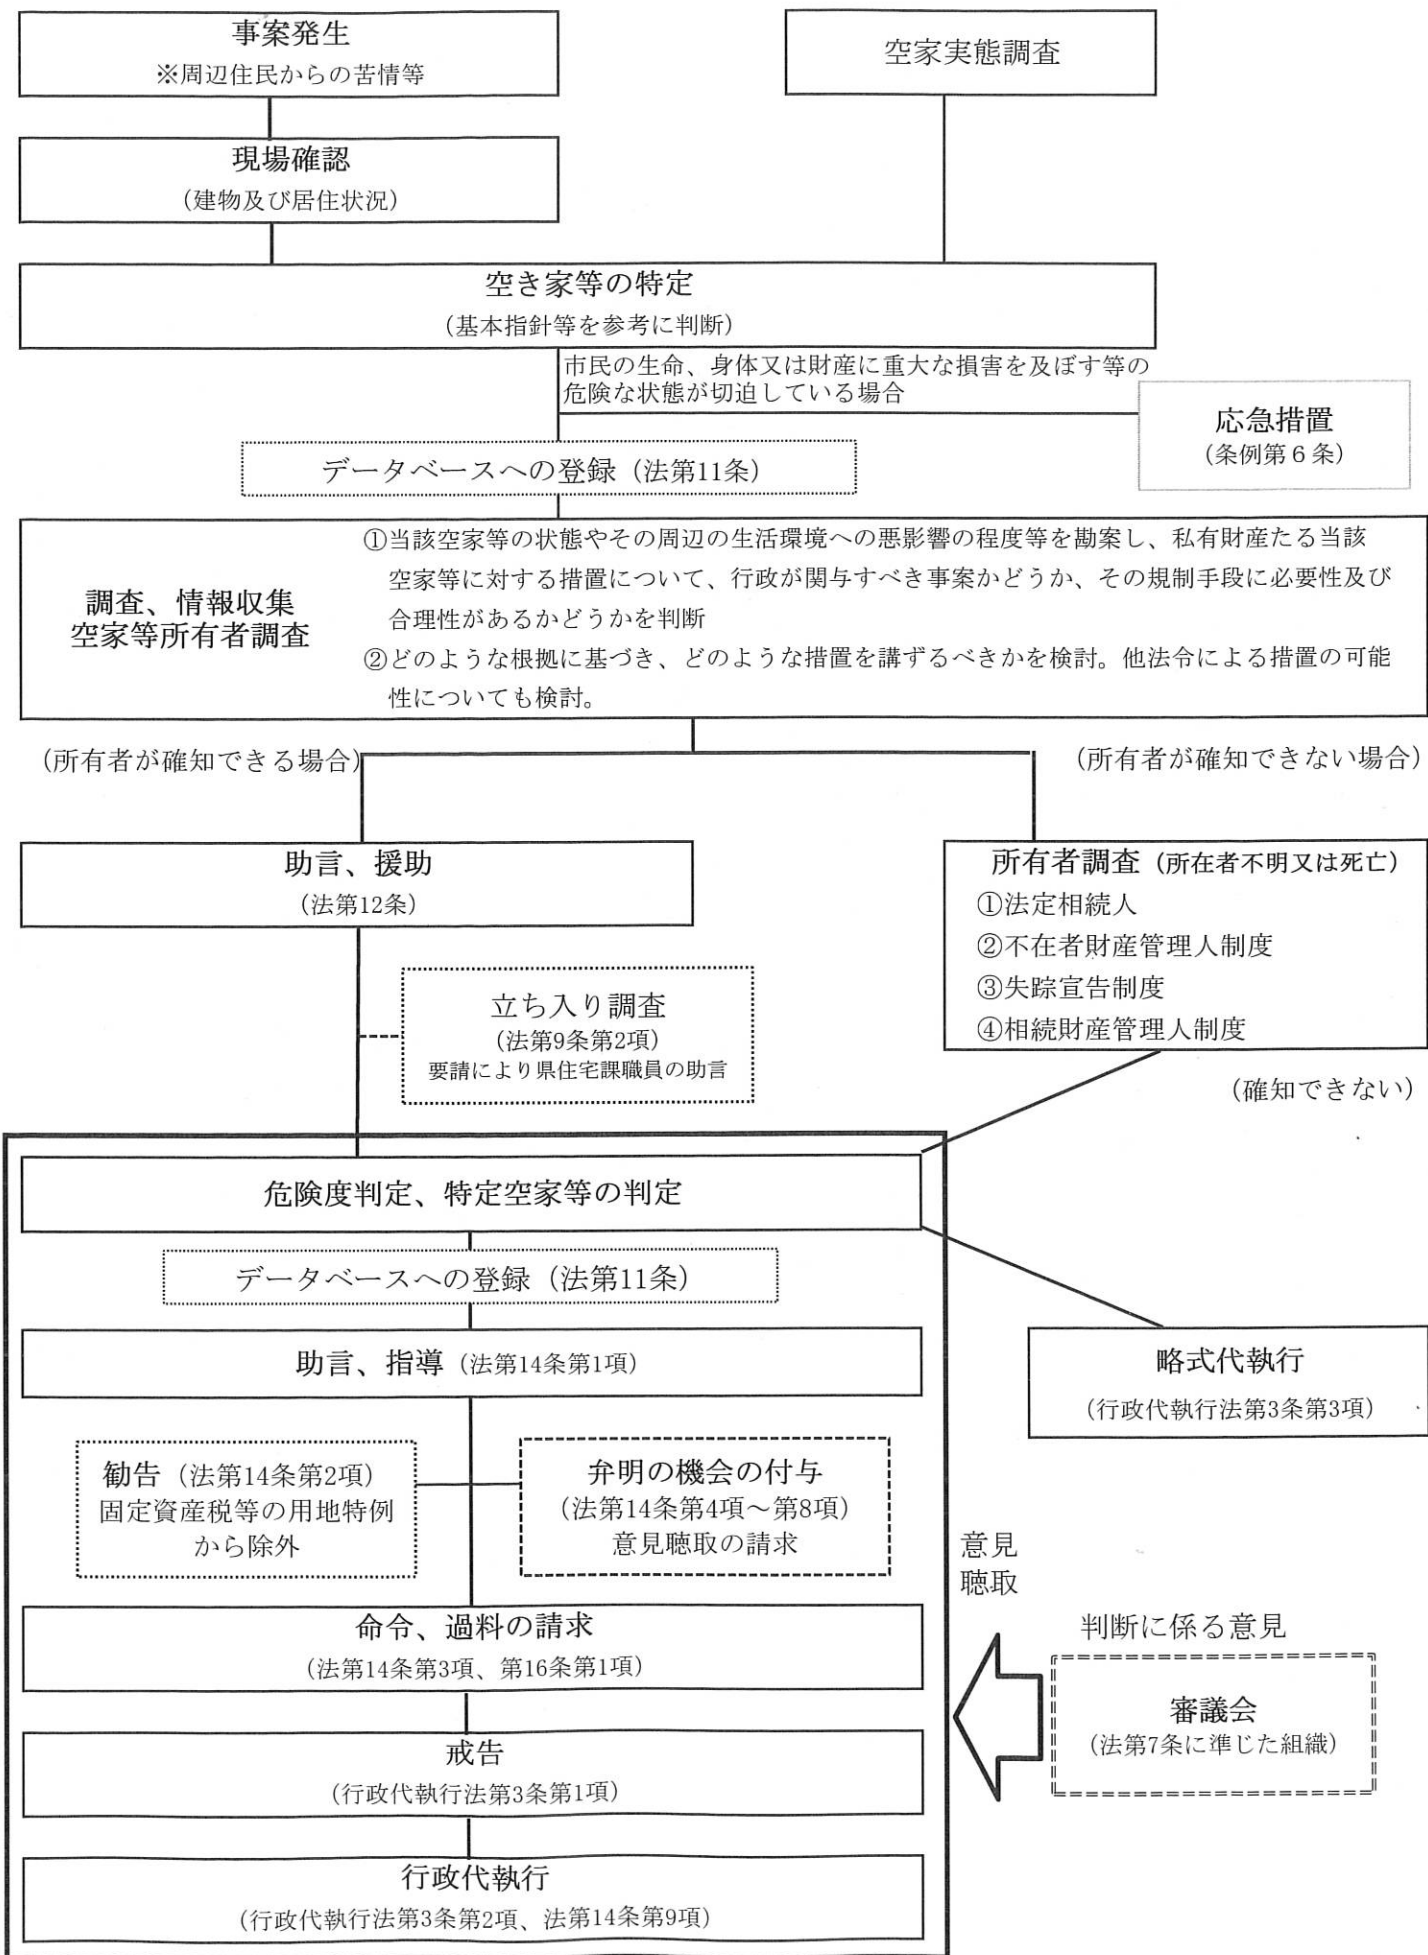 事案発生
※周辺住民からの苦情等
空家実態調査
現場確認
(建物及び居住状況)
空き家等の特定
(基本指針等を参考に判断)
市民の生命、身体又は財産に重大な損害を及ぼす等の
危険な状態が切迫している場合
応急措置
(条例第6条)
データベースへの登録(法第11条)
調査、情報収集
空家等所有者調査
①当該空家等の状態やその周辺の生活環境への悪影響の程度等を勘案し、私有財産たる当該
空家等に対する措置について、行政が関与すべき事案かどうか、その規制手段に必要性及び
合理性があるかどうかを判断
②どのような根拠に基づき、どのような措置を講ずるべきかを検討。他法令による措置の可能
性についても検討。
(所有者が確知できる場合)
(所有者が確知できない場合)
助言、援助
(法第12条)
所有者調査(所在者不明又は死亡)
①法定相続人
②不在者財産管理人制度
③失踪宣告制度
④相続財産管理人制度
立ち入り調査
(法第9条第2項)
要請により県住宅課職員の助言
(確知できない)
危険度判定、特定空家等の判定
データベースへの登録(法第11条)
助言、指導(法第14条第1項)
略式代執行
(行政代執行法第3条第3項)
勧告(法第14条第2項)
固定資産税等の用地特例
から除外
弁明の機会の付与
(法第14条第4項～第8項)
意見聴取の請求
意見
聴取
命令、過料の請求
(法第14条第3項、第16条第1項)
判断に係る意見
審議会
(法第7条に準じた組織)
戒告
(行政代執行法第3条第1項)
行政代執行
(行政代執行法第3条第2項、法第14条第9項)